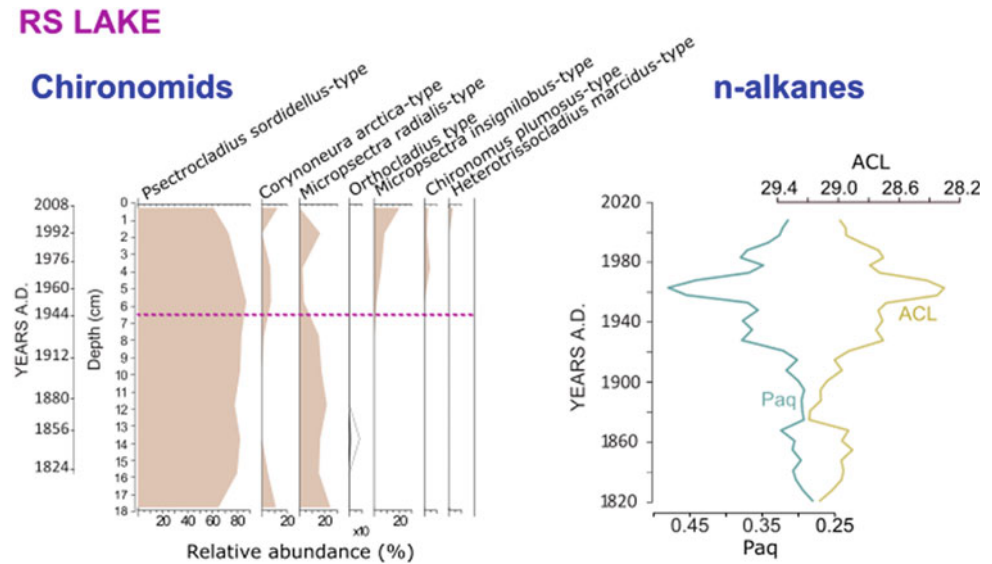 RS LAKE
Chironomids
n-alkanes
Psectrocladius sordidellus-type
Corynoneura arctica-type
Micropsectra radialis-type
Orthocladius type
Micropsectra insignilobus-type
Chironomus plumosus-type
Heterotrissocladius marcidus-type
YEARS A.D.
2008
1992
1976
1960
1944
1912
1880
1856
1824
Depth (cm)
0
1
2
3
4
5
6
7
8
9
10
11
12
13
14
15
16
17
18
20 40 60 80 20 20 x10 20
Relative abundance (%)
ACL
29.4 29.0 28.6 28.2
YEARS A.D.
2020
1980
1940
1900
1860
1820
ACL
Paq
0.45 0.35 0.25
Paq